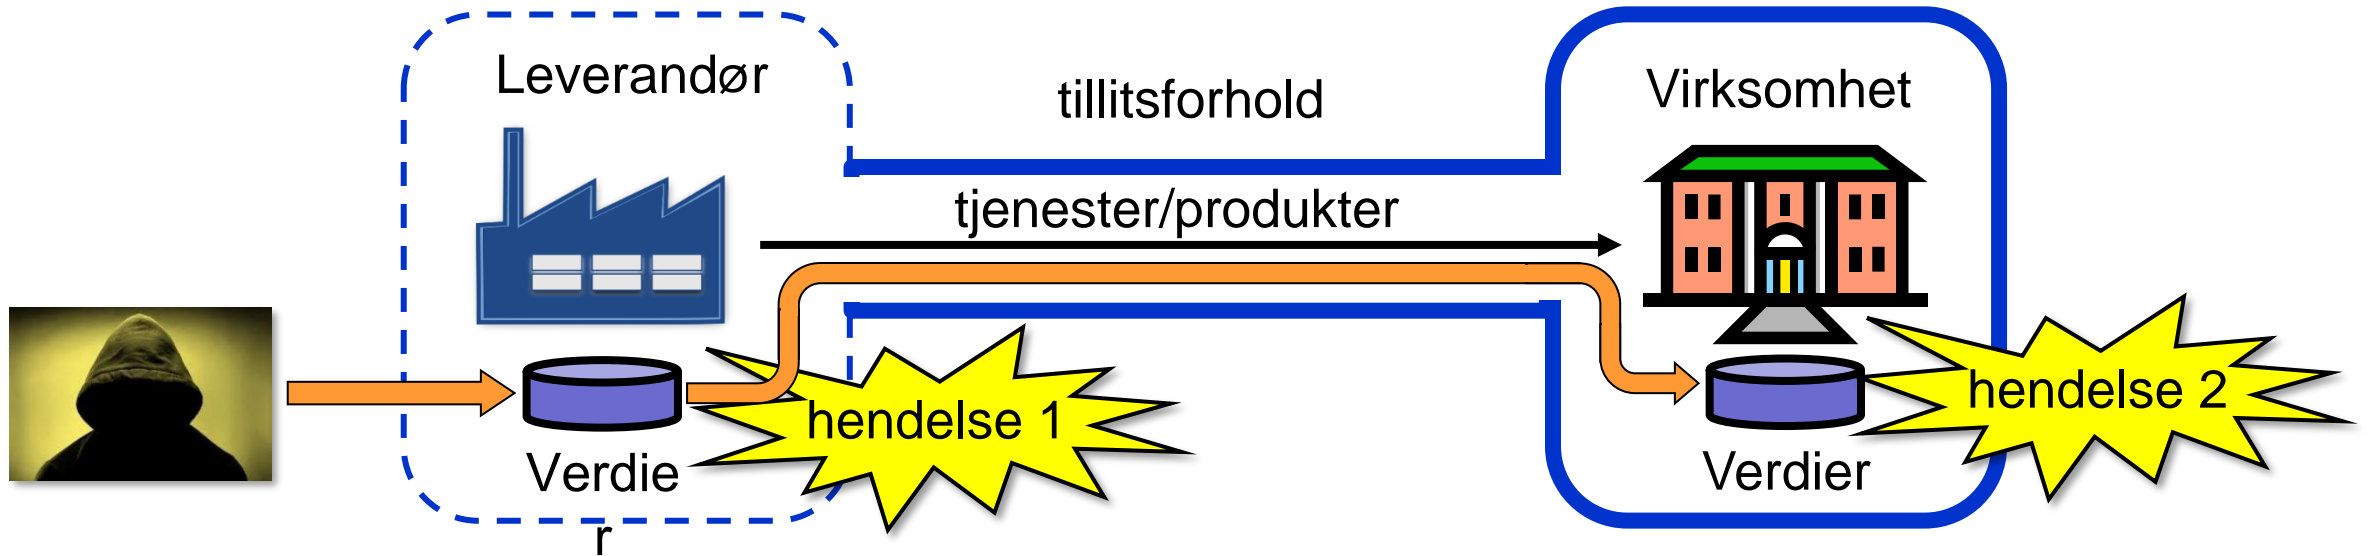 Leverandør
tillitsforhold
Virksomhet
tjenester/produkter
hendelse 1
hendelse 2
Verdie
r
Verdier